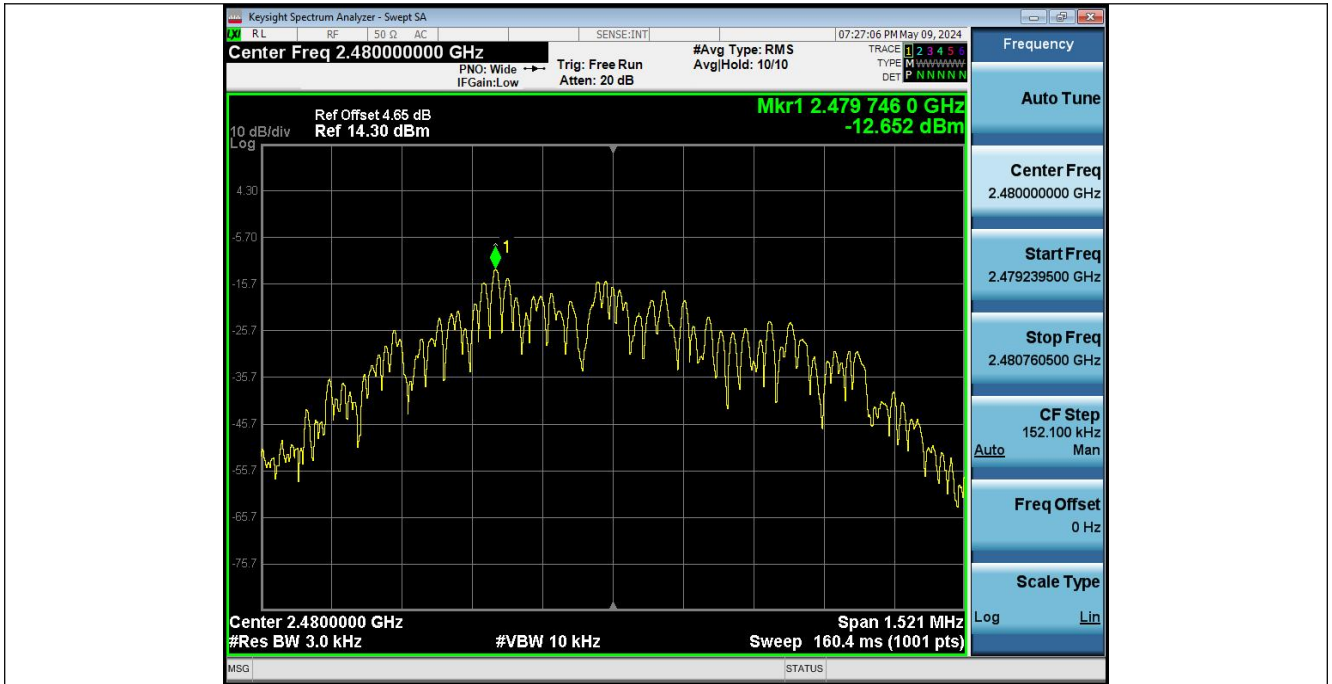 Keysight Spectrum Analyzer - Swept SA
LXI RL RF 50 Ω AC SENSE:INT 07:27:06 PM May 09, 2024
Center Freq 2.480000000 GHz
PNO: Wide
IFGain:Low
Trig: Free Run
Atten: 20 dB
#Avg Type: RMS
Avg|Hold: 10/10
TRACE 1 2 3 4 5 6
TYPE M WWWWW
DET P N N N N N
Mkr1 2.479 746 0 GHz
-12.652 dBm
Ref Offset 4.65 dB
10 dB/div Ref 14.30 dBm
Log
4.30
-5.70
-15.7
-25.7
-35.7
-45.7
-55.7
-65.7
-75.7
1
Center 2.4800000 GHz Span 1.521 MHz
#Res BW 3.0 kHz #VBW 10 kHz Sweep 160.4 ms (1001 pts)
MSG STATUS
Frequency
Auto Tune
Center Freq
2.480000000 GHz
Start Freq
2.479239500 GHz
Stop Freq
2.480760500 GHz
CF Step
152.100 kHz
Auto Man
Freq Offset
0 Hz
Scale Type
Log Lin